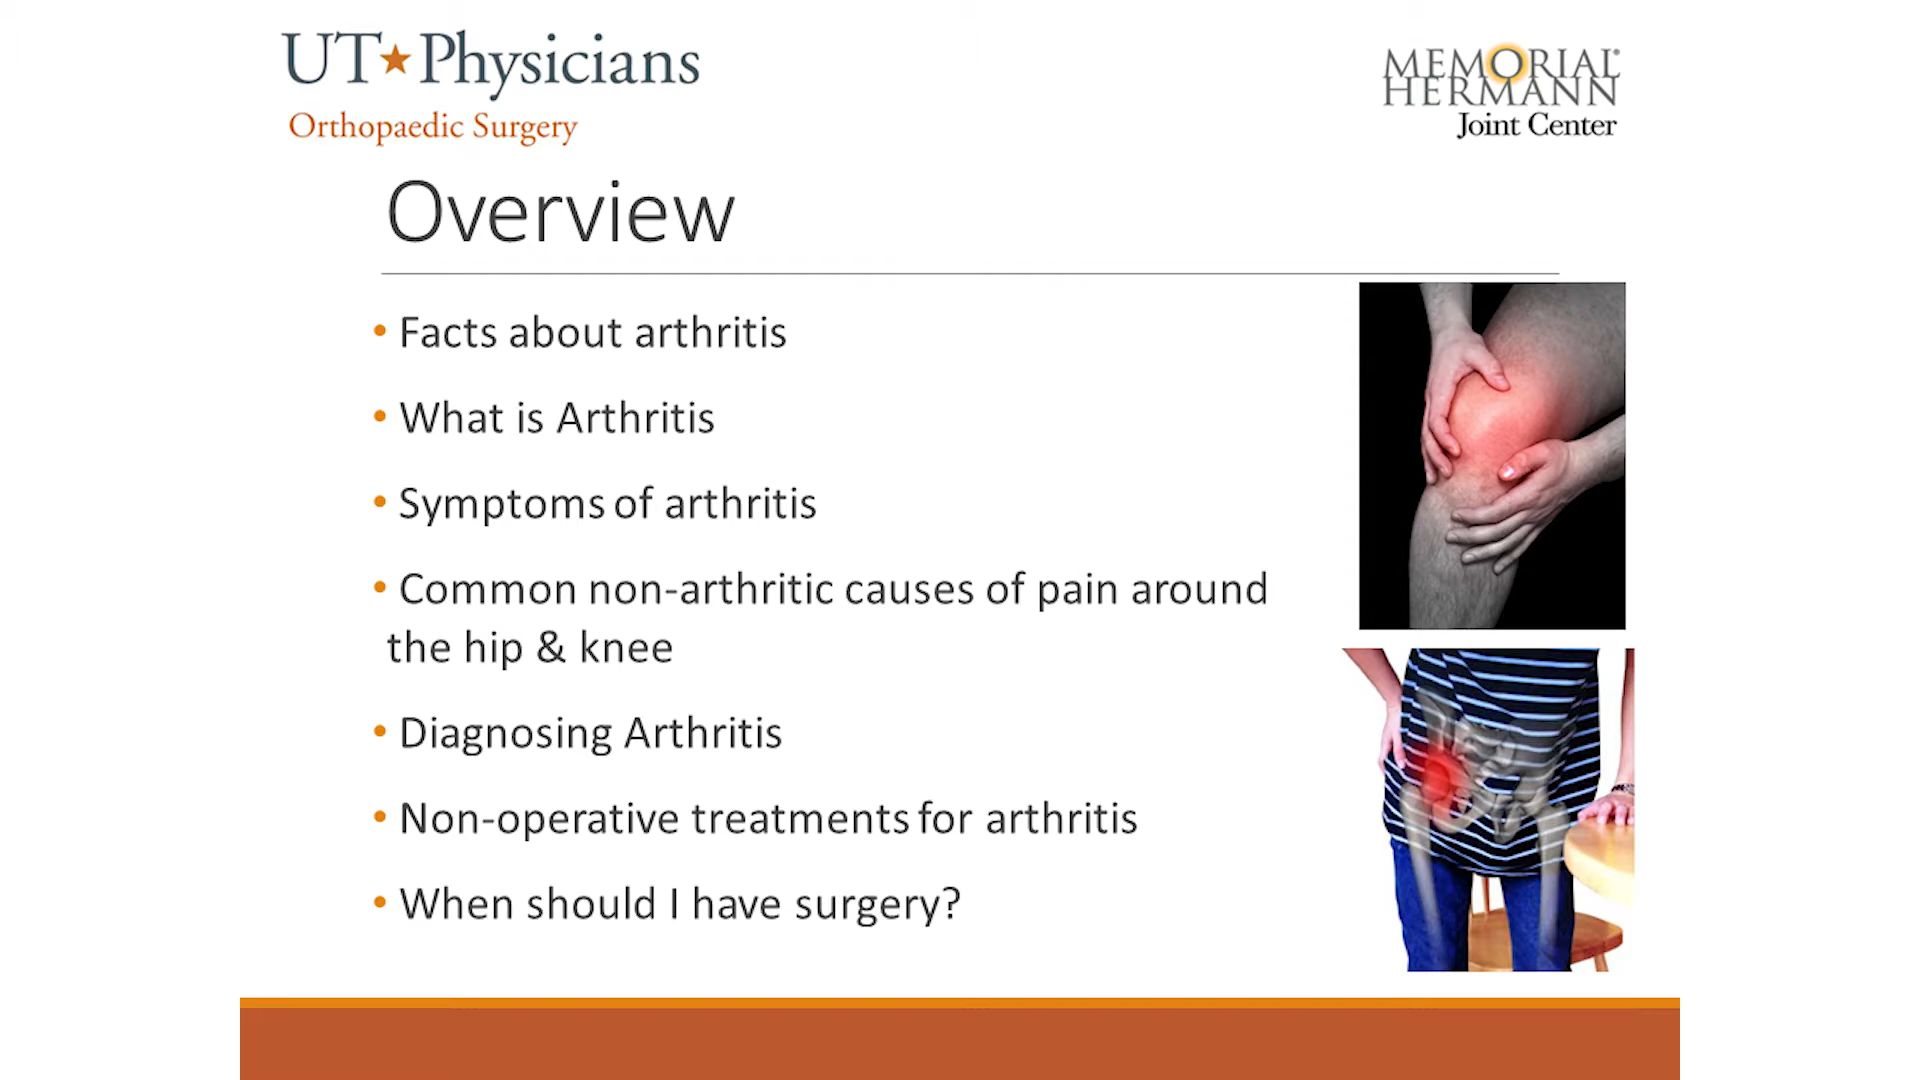 UT Physicians
Orthopaedic Surgery
MEMORIAL
HERMANN
Joint Center
Overview
• Facts about arthritis
• What is Arthritis
• Symptoms of arthritis
• Common non-arthritic causes of pain around
the hip & knee
• Diagnosing Arthritis
• Non-operative treatments for arthritis
• When should I have surgery?